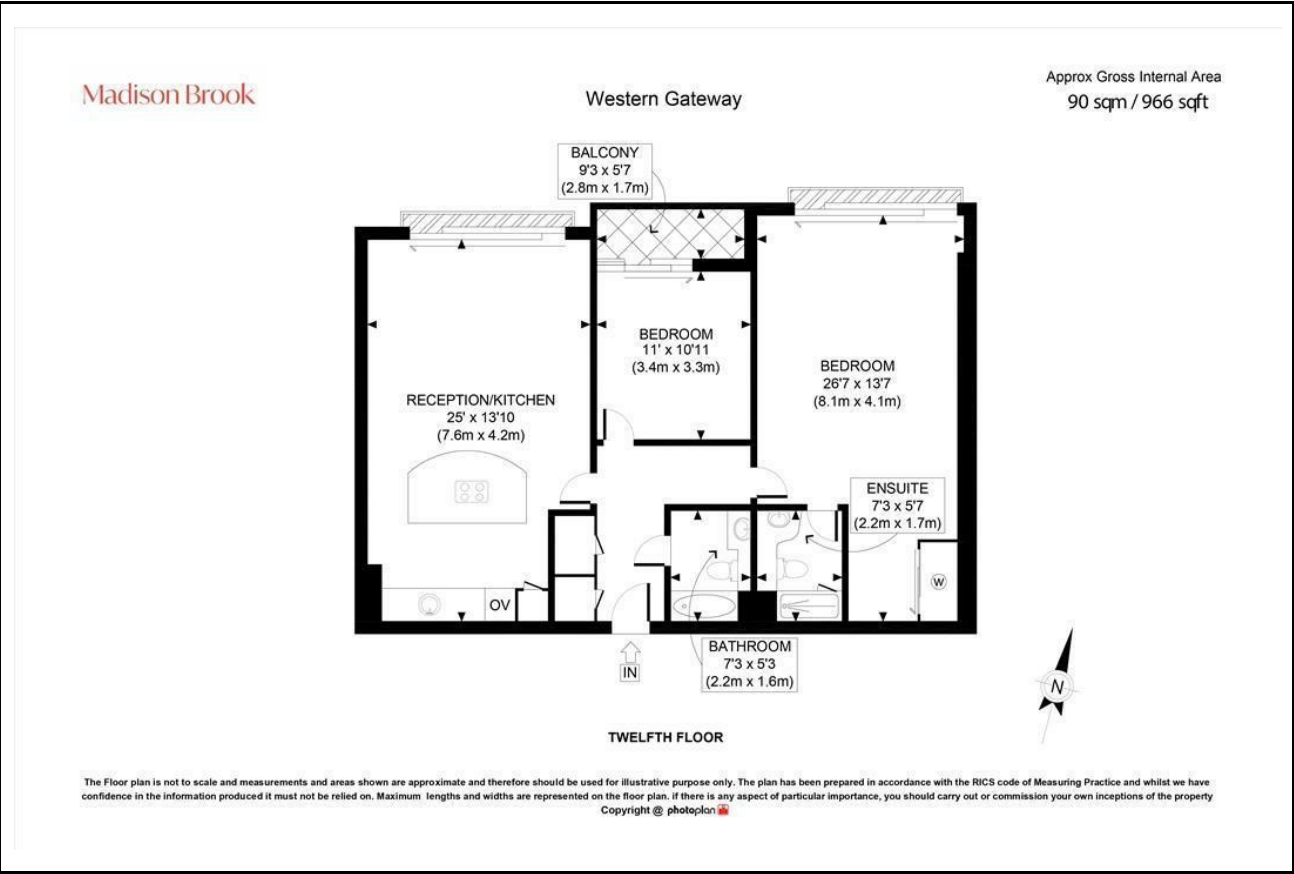 Madison Brook
Western Gateway
Approx Gross Internal Area
90 sqm / 966 sqft
BALCONY
9'3 x 5'7
(2.8m x 1.7m)
BEDROOM
11' x 10'11
(3.4m x 3.3m)
BEDROOM
26'7 x 13'7
(8.1m x 4.1m)
RECEPTION/KITCHEN
25' x 13'10
(7.6m x 4.2m)
ENSUITE
7'3 x 5'7
(2.2m x 1.7m)
W
OV
BATHROOM
7'3 x 5'3
(2.2m x 1.6m)
IN
N
TWELFTH FLOOR
The Floor plan is not to scale and measurements and areas shown are approximate and therefore should be used for illustrative purpose only. The plan has been prepared in accordance with the RICS code of Measuring Practice and whilst we have
confidence in the information produced it must not be relied on. Maximum lengths and widths are represented on the floor plan. if there is any aspect of particular importance, you should carry out or commission your own inceptions of the property
Copyright @ photoplan